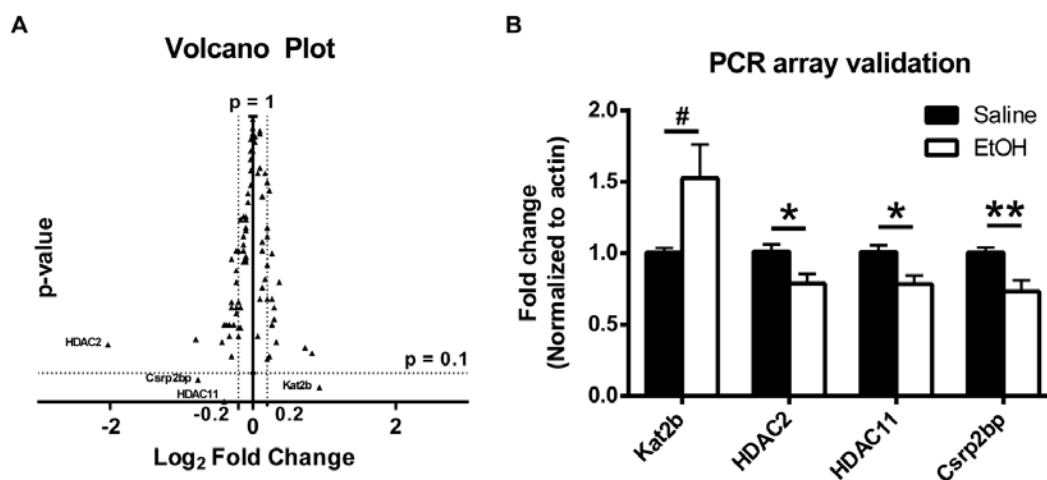 A
Volcano Plot
p = 1
p-value
HDAC2
p = 0.1
Csrp2bp
Kat2b
HDAC11
-0.2
0.2
-2
0
2
Log2 Fold Change
B
PCR array validation
Fold change
(Normalized to actin)
2.0
1.5
1.0
0.5
0.0
Saline
EtOH
#
*
*
**
Kat2b
HDAC2
HDAC11
Csrp2bp